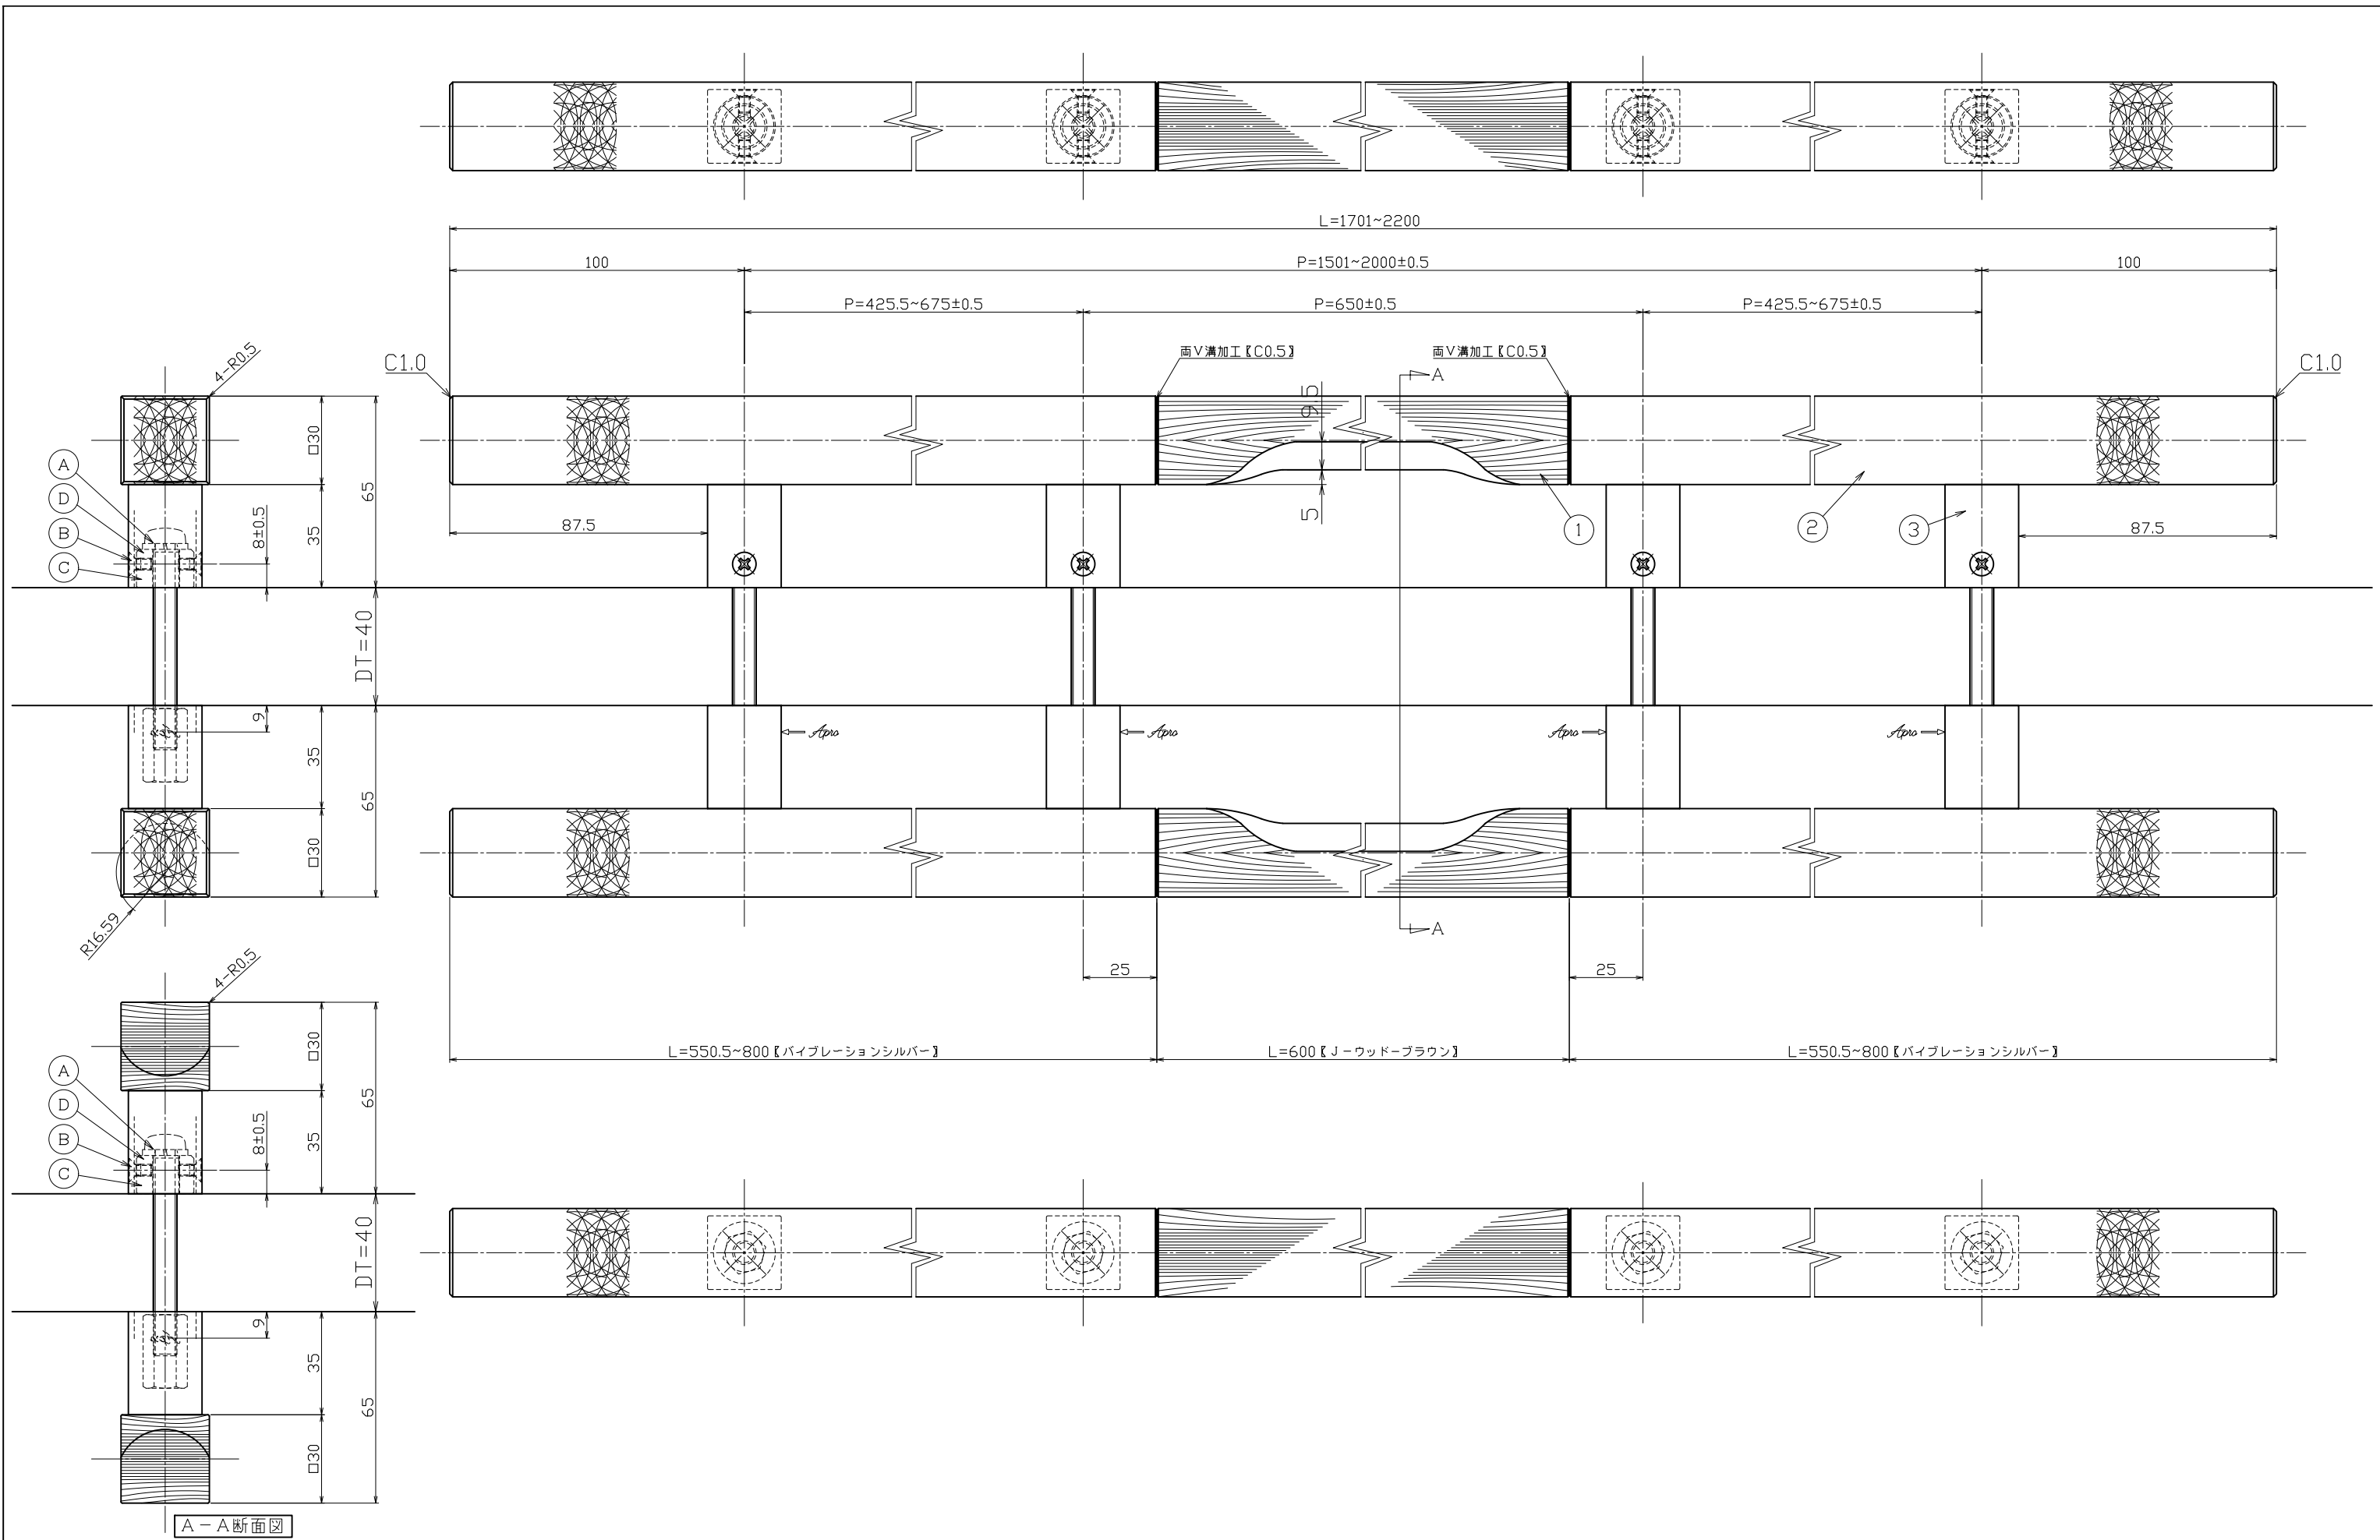 L=1701~2200
100
P=1501~2000±0.5
100
P=425.5~675±0.5
P=650±0.5
P=425.5~675±0.5
両V溝加工〖C0.5〗
両V溝加工〖C0.5〗
C1.0
C1.0
4-R0.5
A
9.5
□30
65
A
D
B
C
8±0.5
35
87.5
5
1
2
3
87.5
DT=40
9
35
65
Apro
Apro
Apro
Apro
□30
R16.59
A
25
25
4-R0.5
□30
65
L=550.5~800〖バイブレーションシルバー〗
L=600〖J-ウッドーブラウン〗
L=550.5~800〖バイブレーションシルバー〗
A
D
B
C
8±0.5
35
DT=40
9
35
65
□30
A-A断面図